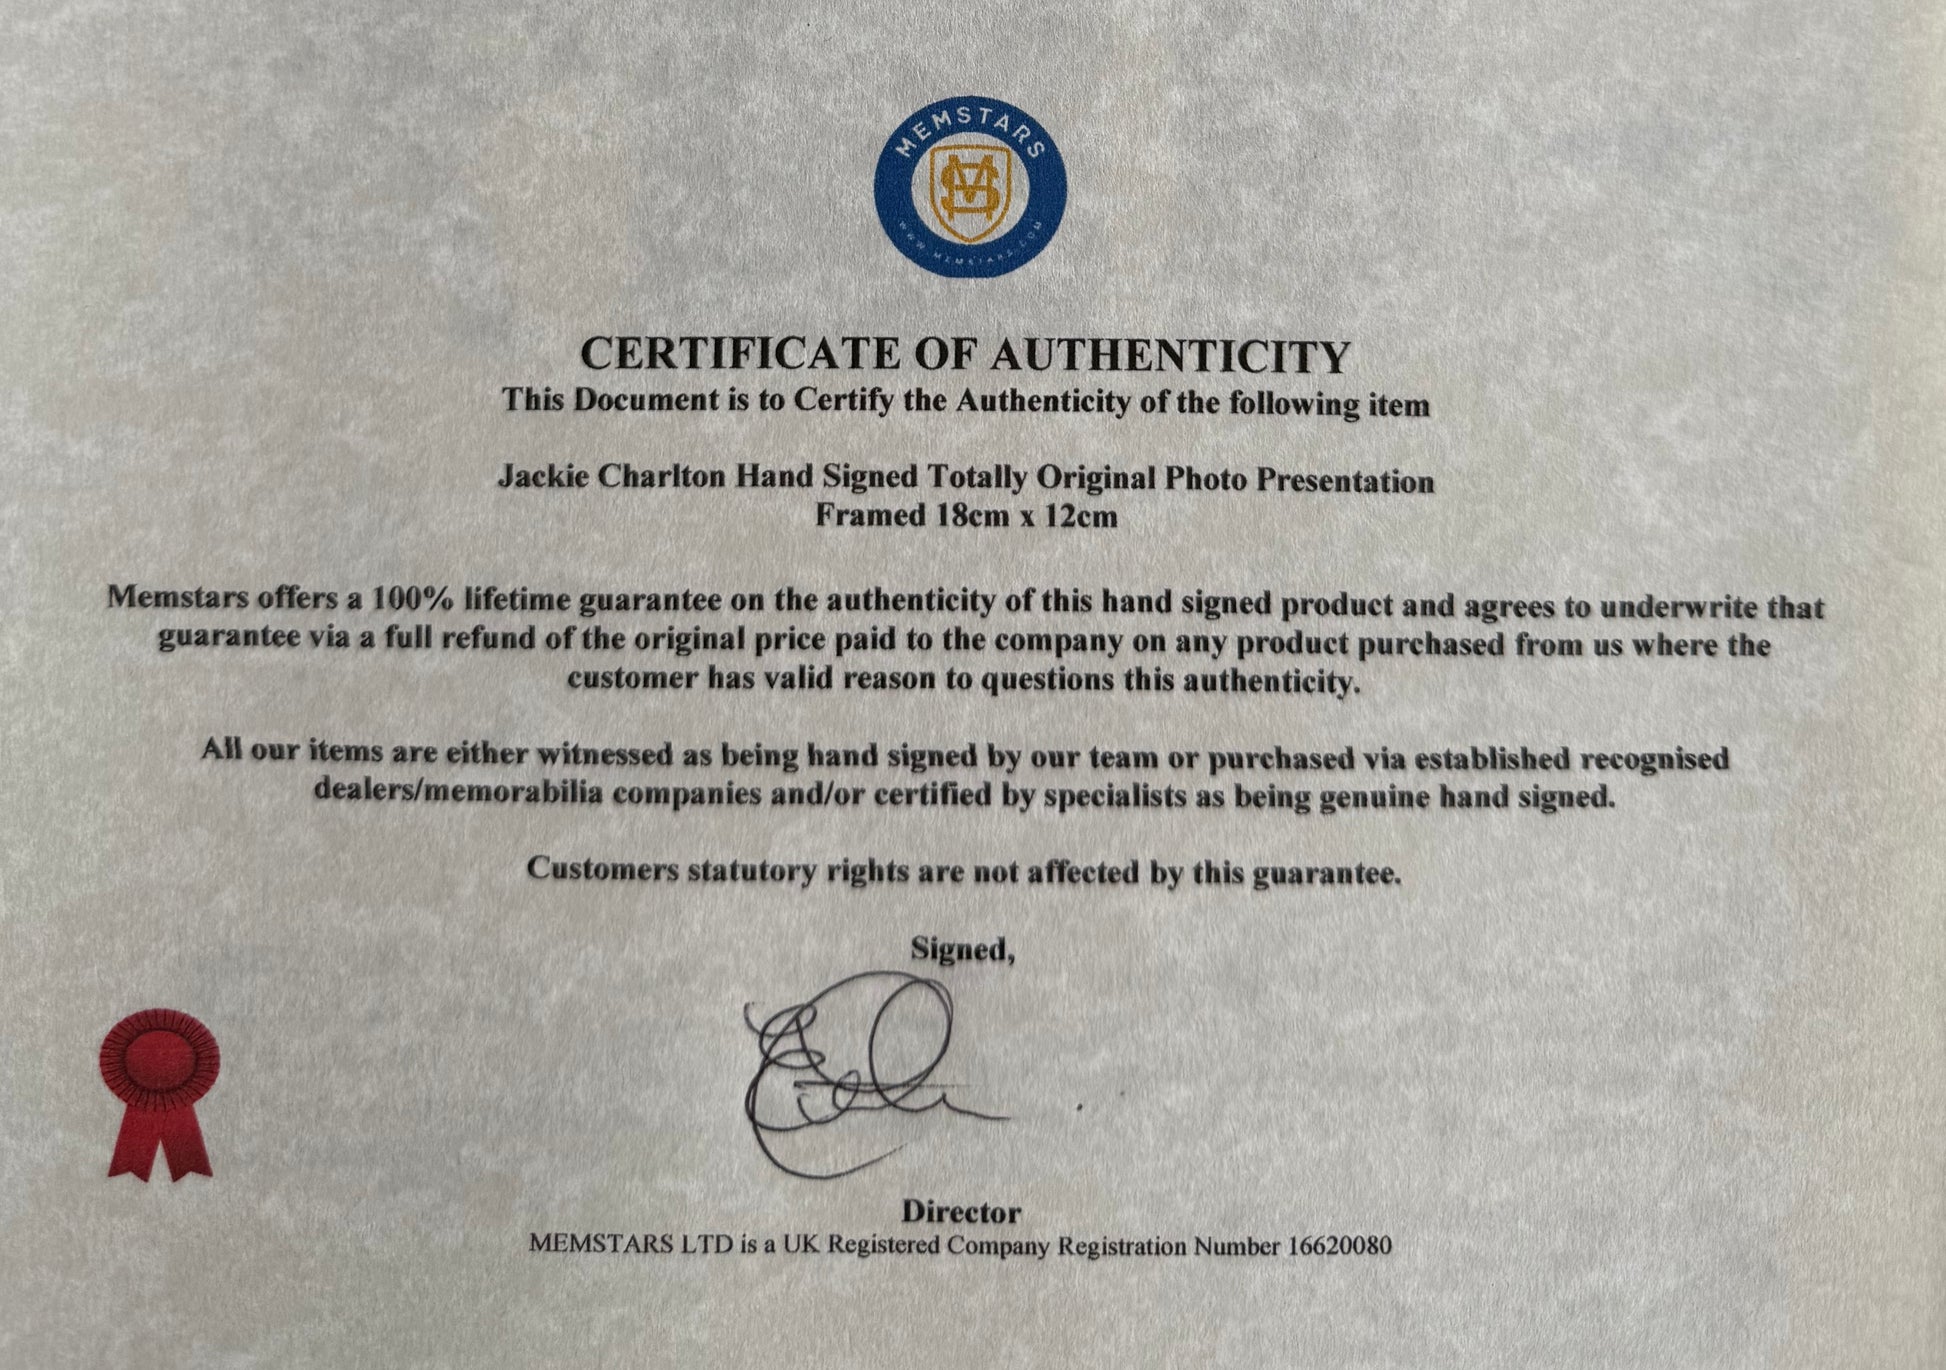 MEMSTARS
MS
WWW.MEMSTARS.COM
CERTIFICATE OF AUTHENTICITY
This Document is to Certify the Authenticity of the following item
Jackie Charlton Hand Signed Totally Original Photo Presentation
Framed 18cm x 12cm
Memstars offers a 100% lifetime guarantee on the authenticity of this hand signed product and agrees to underwrite that
guarantee via a full refund of the original price paid to the company on any product purchased from us where the
customer has valid reason to questions this authenticity.
All our items are either witnessed as being hand signed by our team or purchased via established recognised
dealers/memorabilia companies and/or certified by specialists as being genuine hand signed.
Customers statutory rights are not affected by this guarantee.
Signed,
Director
MEMSTARS LTD is a UK Registered Company Registration Number 16620080